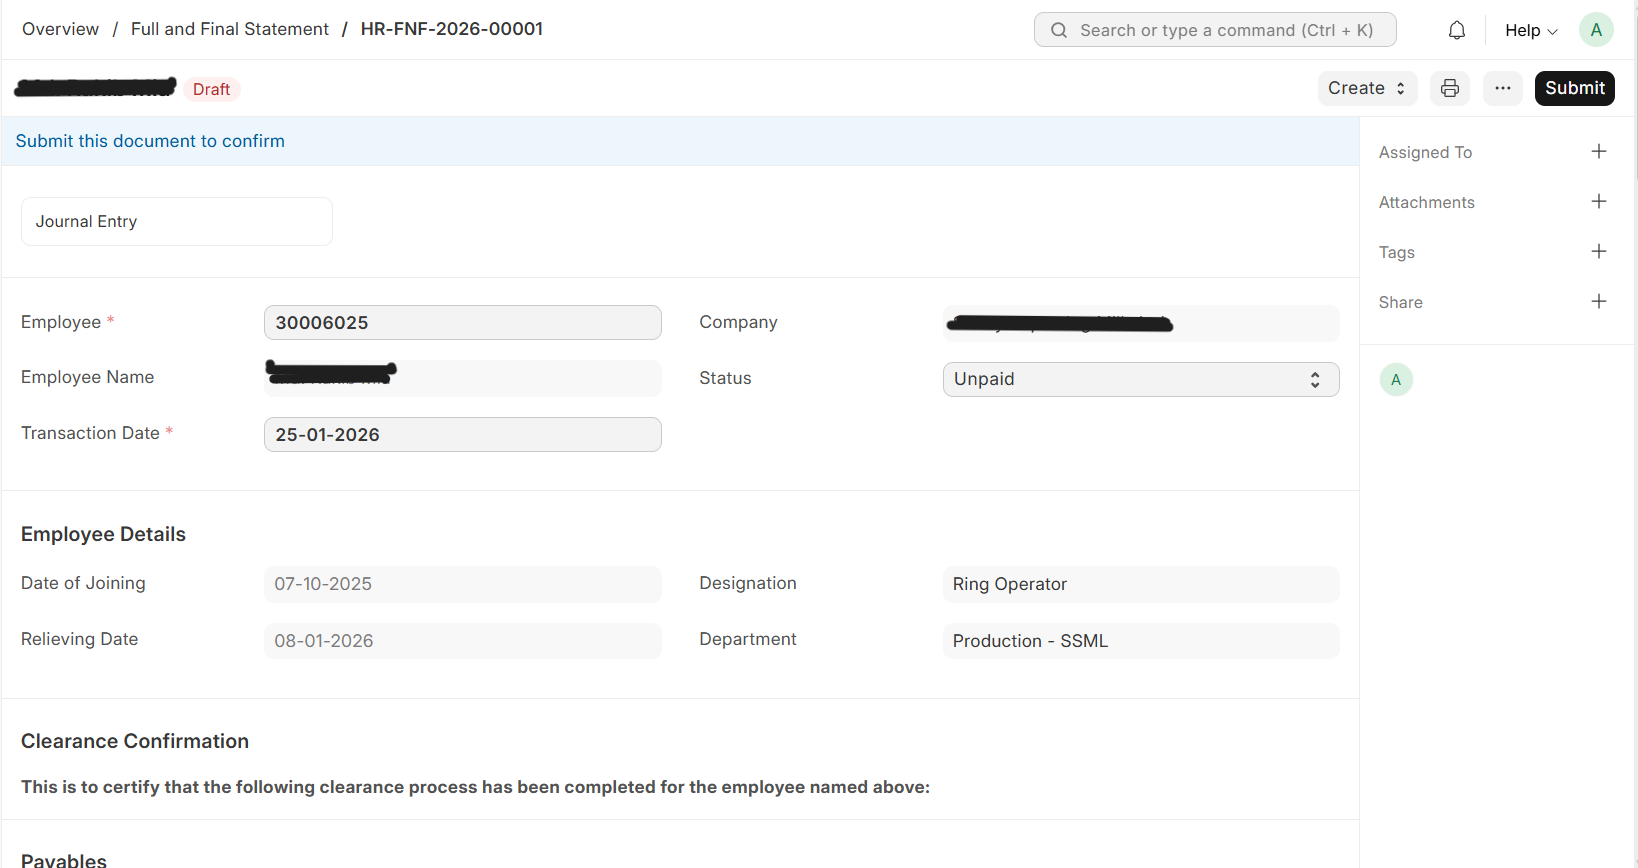 Overview / Full and Final Statement / HR-FNF-2026-00001
Search or type a command (Ctrl + K)
Help
A
Draft
Create
...
Submit
Submit this document to confirm
Journal Entry
Assigned To +
Attachments +
Tags +
Share +
A
Employee *
30006025
Company
Employee Name
Status
Unpaid
Transaction Date *
25-01-2026
Employee Details
Date of Joining
07-10-2025
Designation
Ring Operator
Relieving Date
08-01-2026
Department
Production - SSML
Clearance Confirmation
This is to certify that the following clearance process has been completed for the employee named above:
Payables